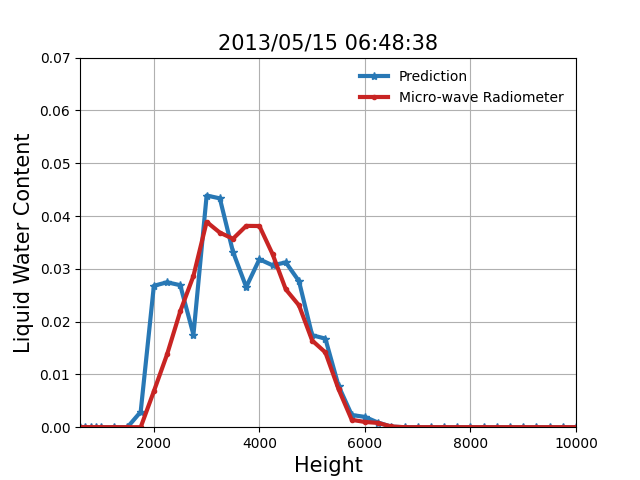 2013/05/15 06:48:38
0.07
0.06
0.05
0.04
0.03
0.02
0.01
0.00
Liquid Water Content
Prediction
Micro-wave Radiometer
2000 4000 6000 8000 10000
Height